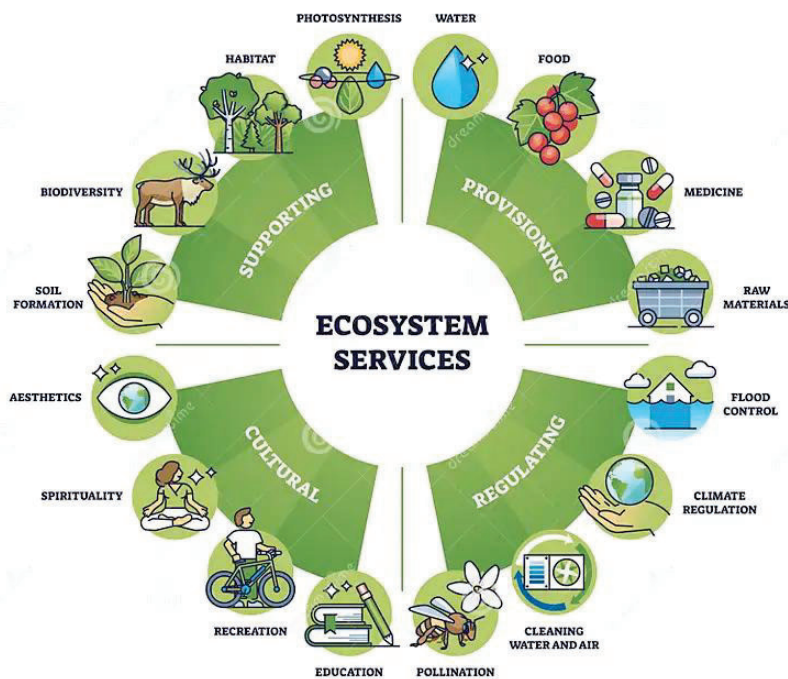 PHOTOSYNTHESIS
WATER
HABITAT
FOOD
BIODIVERSITY
MEDICINE
SUPPORTING
PROVISIONING
SOIL
FORMATION
RAW
MATERIALS
ECOSYSTEM
SERVICES
AESTHETICS
FLOOD
CONTROL
CULTURAL
REGULATING
SPIRITUALITY
CLIMATE
REGULATION
RECREATION
CLEANING
WATER AND AIR
EDUCATION
POLLINATION